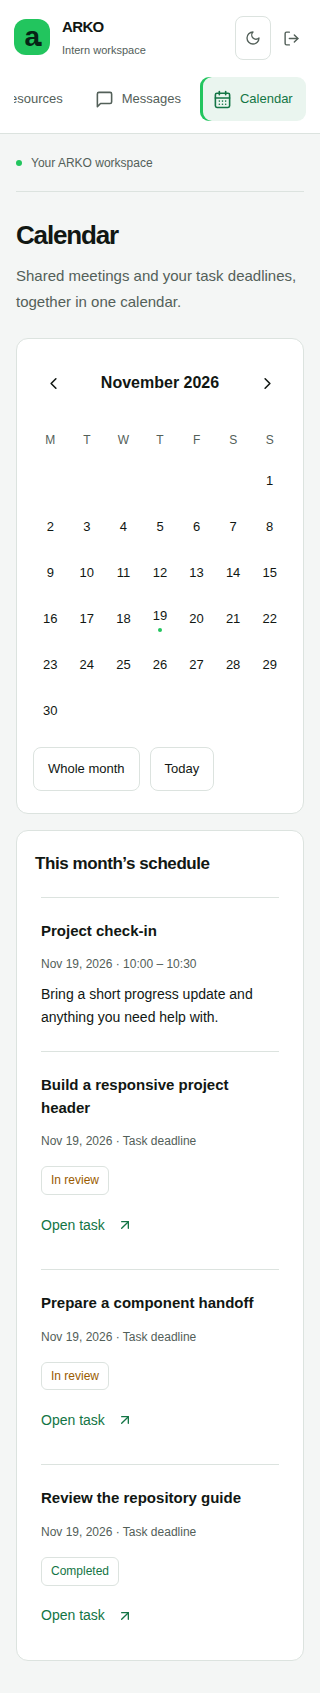 a
ARKO
Intern workspace
esources
Messages
Calendar
Your ARKO workspace
Calendar
Shared meetings and your task deadlines,
together in one calendar.
November 2026
M T W T F S S
1
2 3 4 5 6 7 8
9 10 11 12 13 14 15
16 17 18 19 20 21 22
23 24 25 26 27 28 29
30
Whole month
Today
This month’s schedule
Project check-in
Nov 19, 2026 · 10:00 – 10:30
Bring a short progress update and
anything you need help with.
Build a responsive project
header
Nov 19, 2026 · Task deadline
In review
Open task
Prepare a component handoff
Nov 19, 2026 · Task deadline
In review
Open task
Review the repository guide
Nov 19, 2026 · Task deadline
Completed
Open task